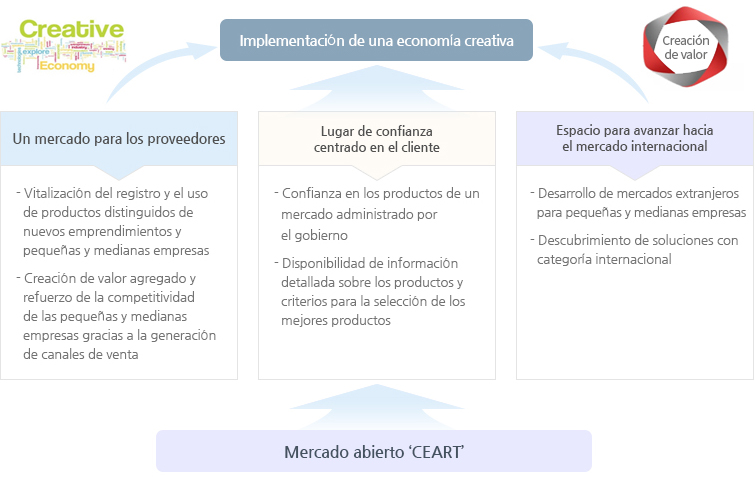 Creative
explore
Economy
Implementación de una economía creativa
Creación
de valor
Un mercado para los proveedores
- Vitalización del registro y el uso
de productos distinguidos de
nuevos emprendimientos y
pequeñas y medianas empresas
- Creación de valor agregado y
refuerzo de la competitividad
de las pequeñas y medianas
empresas gracias a la generación
de canales de venta
Lugar de confianza
centrado en el cliente
- Confianza en los productos de un
mercado administrado por
el gobierno
- Disponibilidad de información
detallada sobre los productos y
criterios para la selección de los
mejores productos
Espacio para avanzar hacia
el mercado internacional
- Desarrollo de mercados extranjeros
para pequeñas y medianas empresas
- Descubrimiento de soluciones con
categoría internacional
Mercado abierto ‘CEART’